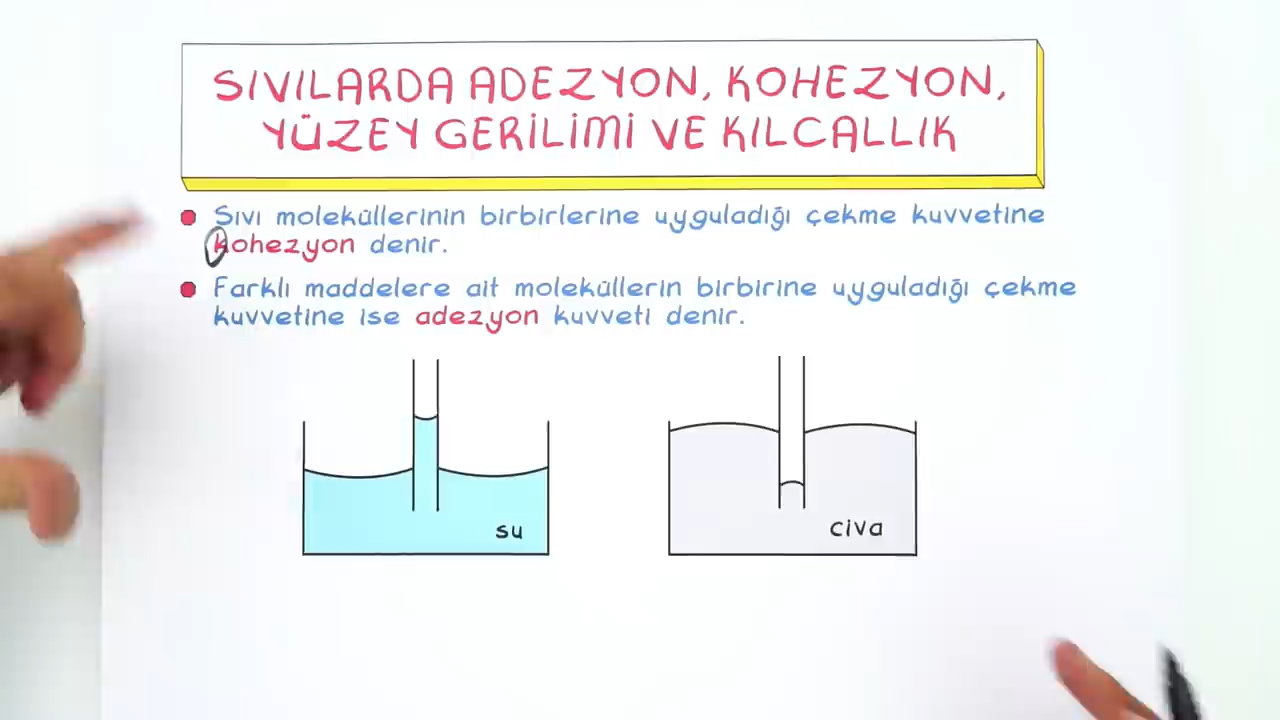 SIVILARDA ADEZYON, KOHEZYON,
YÜZEY GERİLİMİ VE KILCALLIK
Sıvı moleküllerinin birbirlerine uyguladığı çekme kuvvetine
kohezyon denir.
Farklı maddelere ait moleküllerin birbirine uyguladığı çekme
kuvvetine ise adezyon kuvveti denir.
su
civa